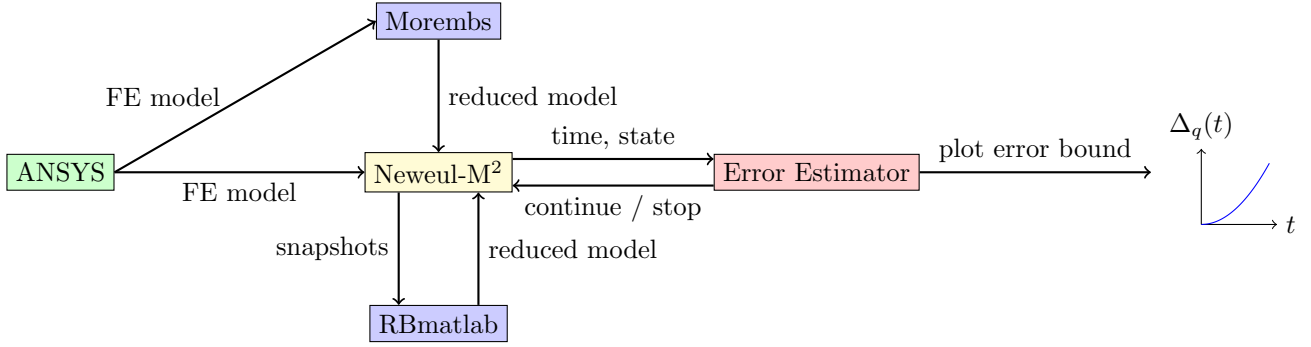 Morembs
FE model
reduced model
Δ_q(t)
time, state
plot error bound
ANSYS
Neweul-M²
Error Estimator
FE model
continue / stop
t
snapshots
reduced model
RBmatlab